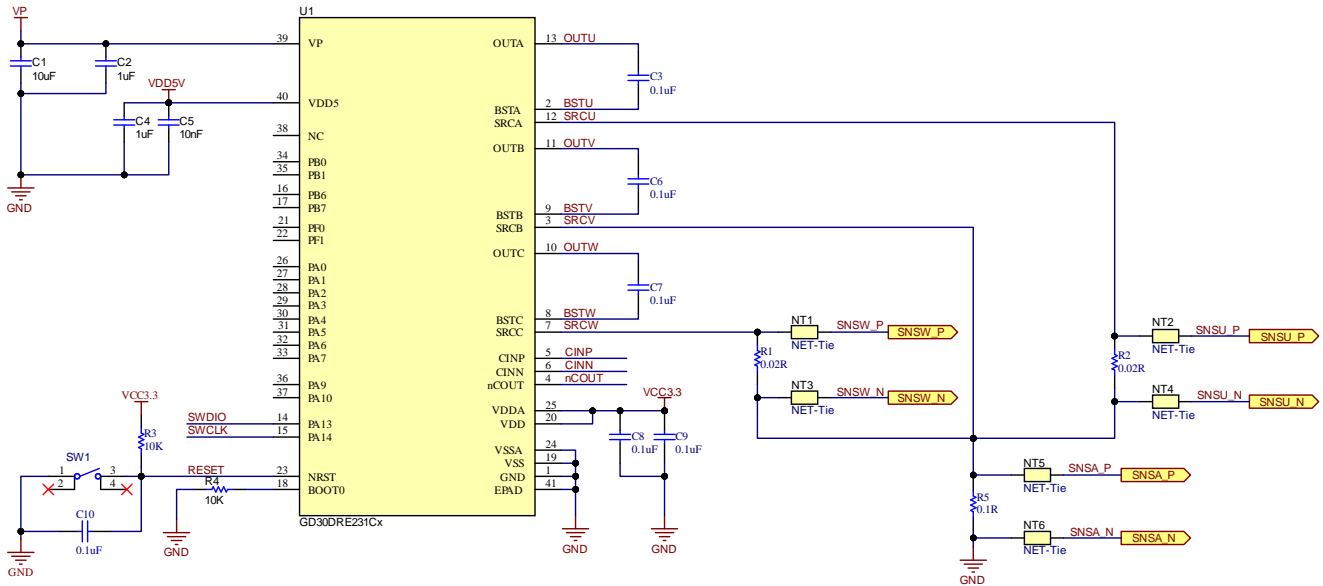 VP
C1
10uF
C2
1uF
VDD5V
C4
1uF
C5
10nF
GND
U1
39 VP
40 VDD5
38 NC
34 PB0
35 PB1
16 PB6
17 PB7
21 PF0
22 PF1
26 PA0
27 PA1
28 PA2
29 PA3
30 PA4
31 PA5
32 PA6
33 PA7
36 PA9
37 PA10
SWDIO 14 PA13
SWCLK 15 PA14
RESET 23 NRST
18 BOOT0
GD30DRE231Cx
VCC3.3
R3
10K
SW1
1 3
2 4
C10
0.1uF
GND
R4
10K
GND
OUTA 13 OUTU
C3
0.1uF
BSTA 2 BSTU
SRCA 12 SRCU
OUTB 11 OUTV
C6
0.1uF
BSTB 9 BSTV
SRCB 3 SRCV
OUTC 10 OUTW
C7
0.1uF
BSTC 8 BSTW
SRCC 7 SRCW
CINP 5 CINP
CINN 6 CINN
nCOUT 4 nCOUT
VDDA 25
VDD 20
VSSA 24
VSS 19
GND 1
EPAD 41
GND
VCC3.3
C8
0.1uF
C9
0.1uF
GND
NT1
NET-Tie
SNSW_P SNSW_P
R1
0.02R
NT3
NET-Tie
SNSW_N SNSW_N
NT2
NET-Tie
SNSU_P SNSU_P
R2
0.02R
NT4
NET-Tie
SNSU_N SNSU_N
NT5
NET-Tie
SNSA_P SNSA_P
R5
0.1R
NT6
NET-Tie
SNSA_N SNSA_N
GND